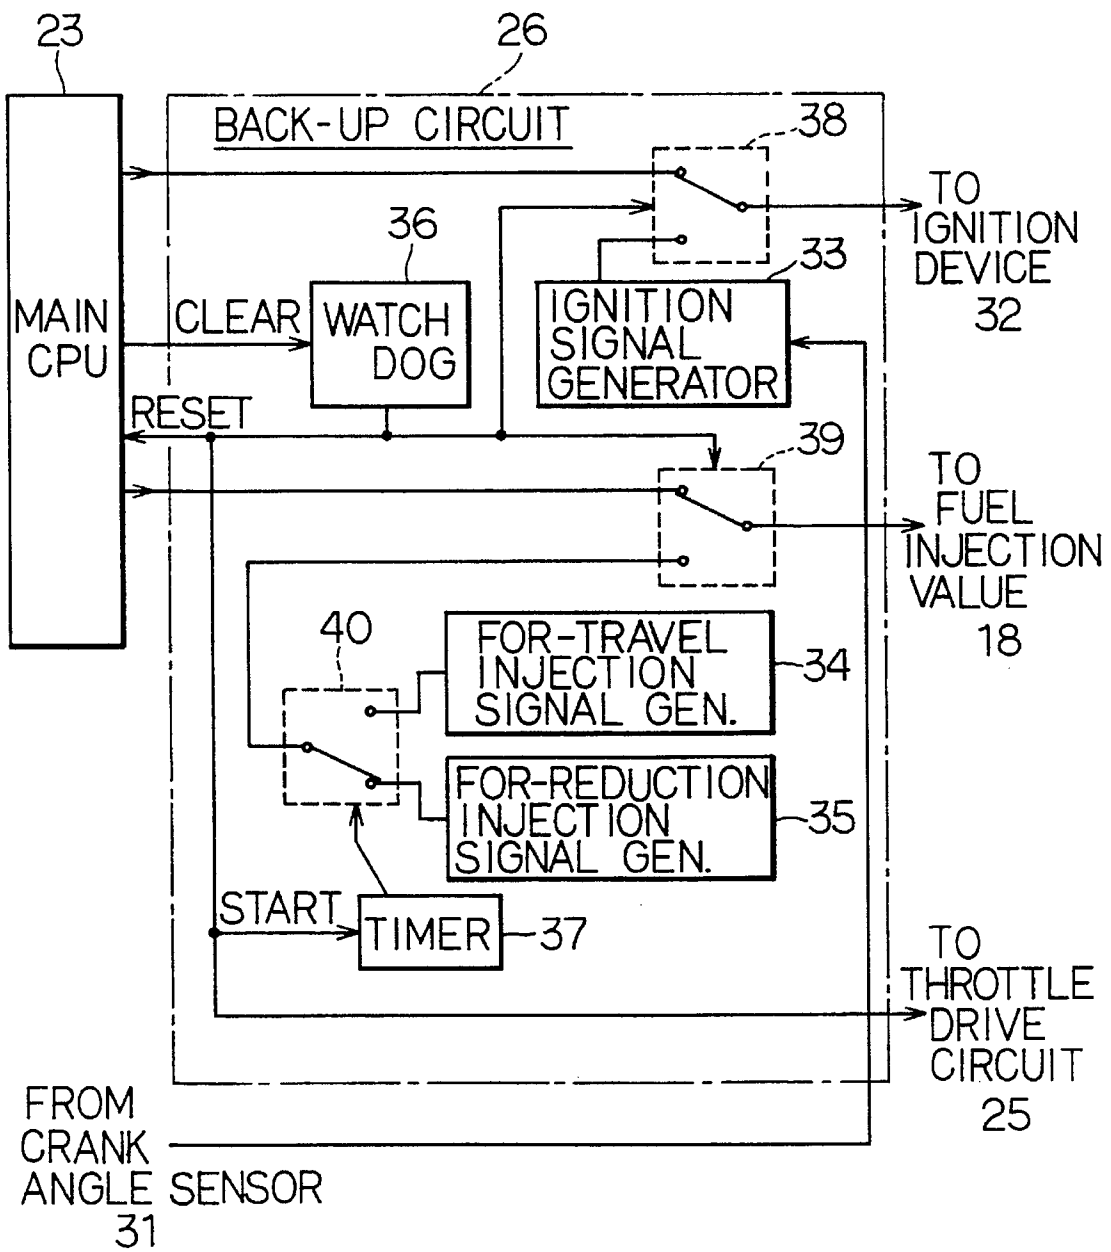 23
26
BACK-UP CIRCUIT
38
TO
IGNITION
DEVICE
32
36
33
MAIN
CPU
CLEAR
WATCH
DOG
IGNITION
SIGNAL
GENERATOR
RESET
39
TO
FUEL
INJECTION
VALUE
18
40
FOR-TRAVEL
INJECTION
SIGNAL GEN.
34
FOR-REDUCTION
INJECTION
SIGNAL GEN.
35
START
TIMER
37
TO
THROTTLE
DRIVE
CIRCUIT
25
FROM
CRANK
ANGLE SENSOR
31